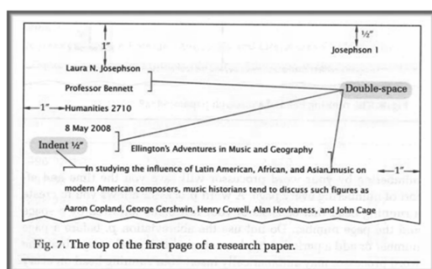 ½"
1"
Josephson 1
Laura N. Josephson
Professor Bennett
Double-space
1"
Humanities 2710
8 May 2008
Indent ½"
Ellington's Adventures in Music and Geography
In studying the influence of Latin American, African, and Asian music on
1"
modern American composers, music historians tend to discuss such figures as
Aaron Copland, George Gershwin, Henry Cowell, Alan Hovhaness, and John Cage
Fig. 7. The top of the first page of a research paper.